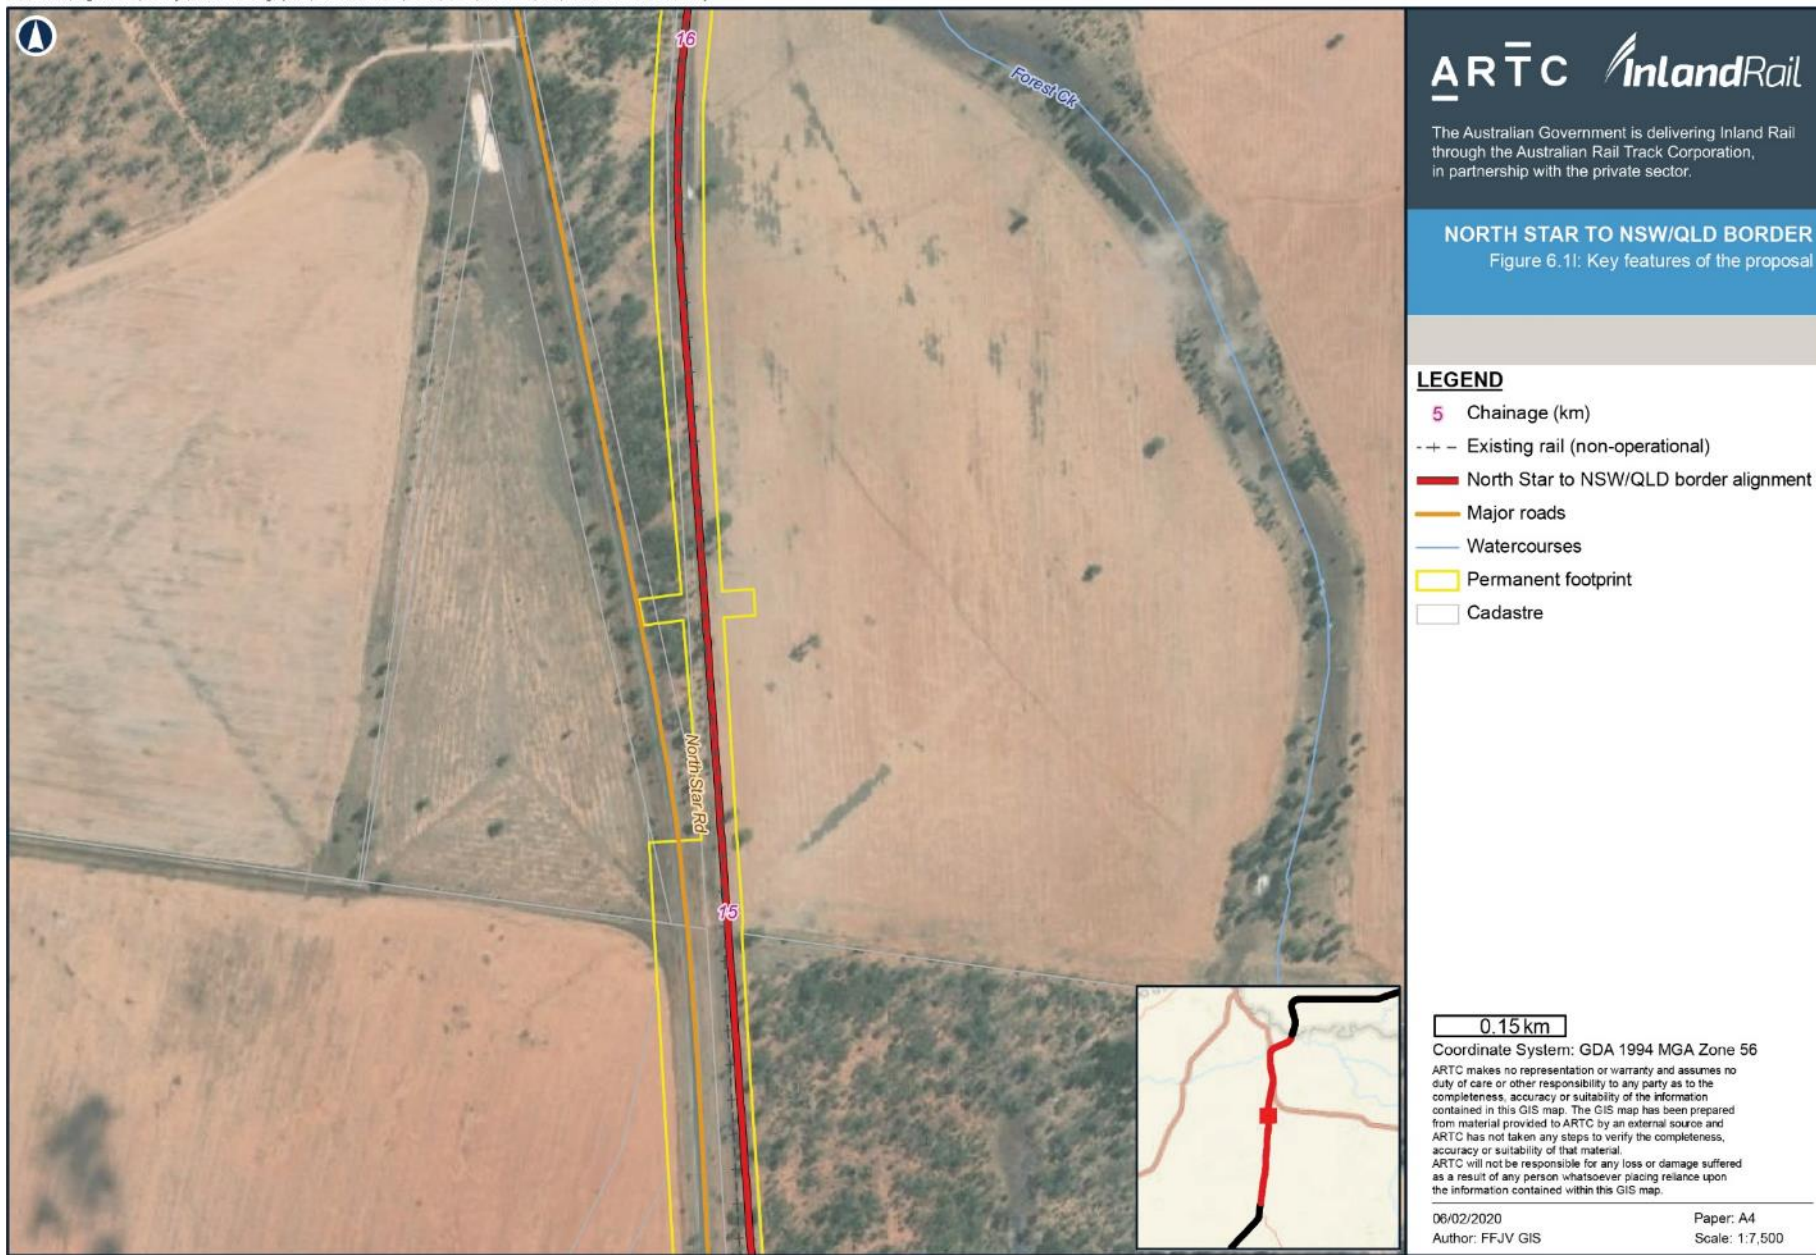 16
Forest Ck
North Star Rd
15
ARTC InlandRail
The Australian Government is delivering Inland Rail
through the Australian Rail Track Corporation,
in partnership with the private sector.
NORTH STAR TO NSW/QLD BORDER
Figure 6.1l: Key features of the proposal
LEGEND
5 Chainage (km)
Existing rail (non-operational)
North Star to NSW/QLD border alignment
Major roads
Watercourses
Permanent footprint
Cadastre
0.15 km
Coordinate System: GDA 1994 MGA Zone 56
ARTC makes no representation or warranty and assumes no
duty of care or other responsibility to any party as to the
completeness, accuracy or suitability of the information
contained in this GIS map. The GIS map has been prepared
from material provided to ARTC by an external source and
ARTC has not taken any steps to verify the completeness,
accuracy or suitability of that material.
ARTC will not be responsible for any loss or damage suffered
as a result of any person whatsoever placing reliance upon
the information contained within this GIS map.
06/02/2020 Paper: A4
Author: FFJV GIS Scale: 1:7,500